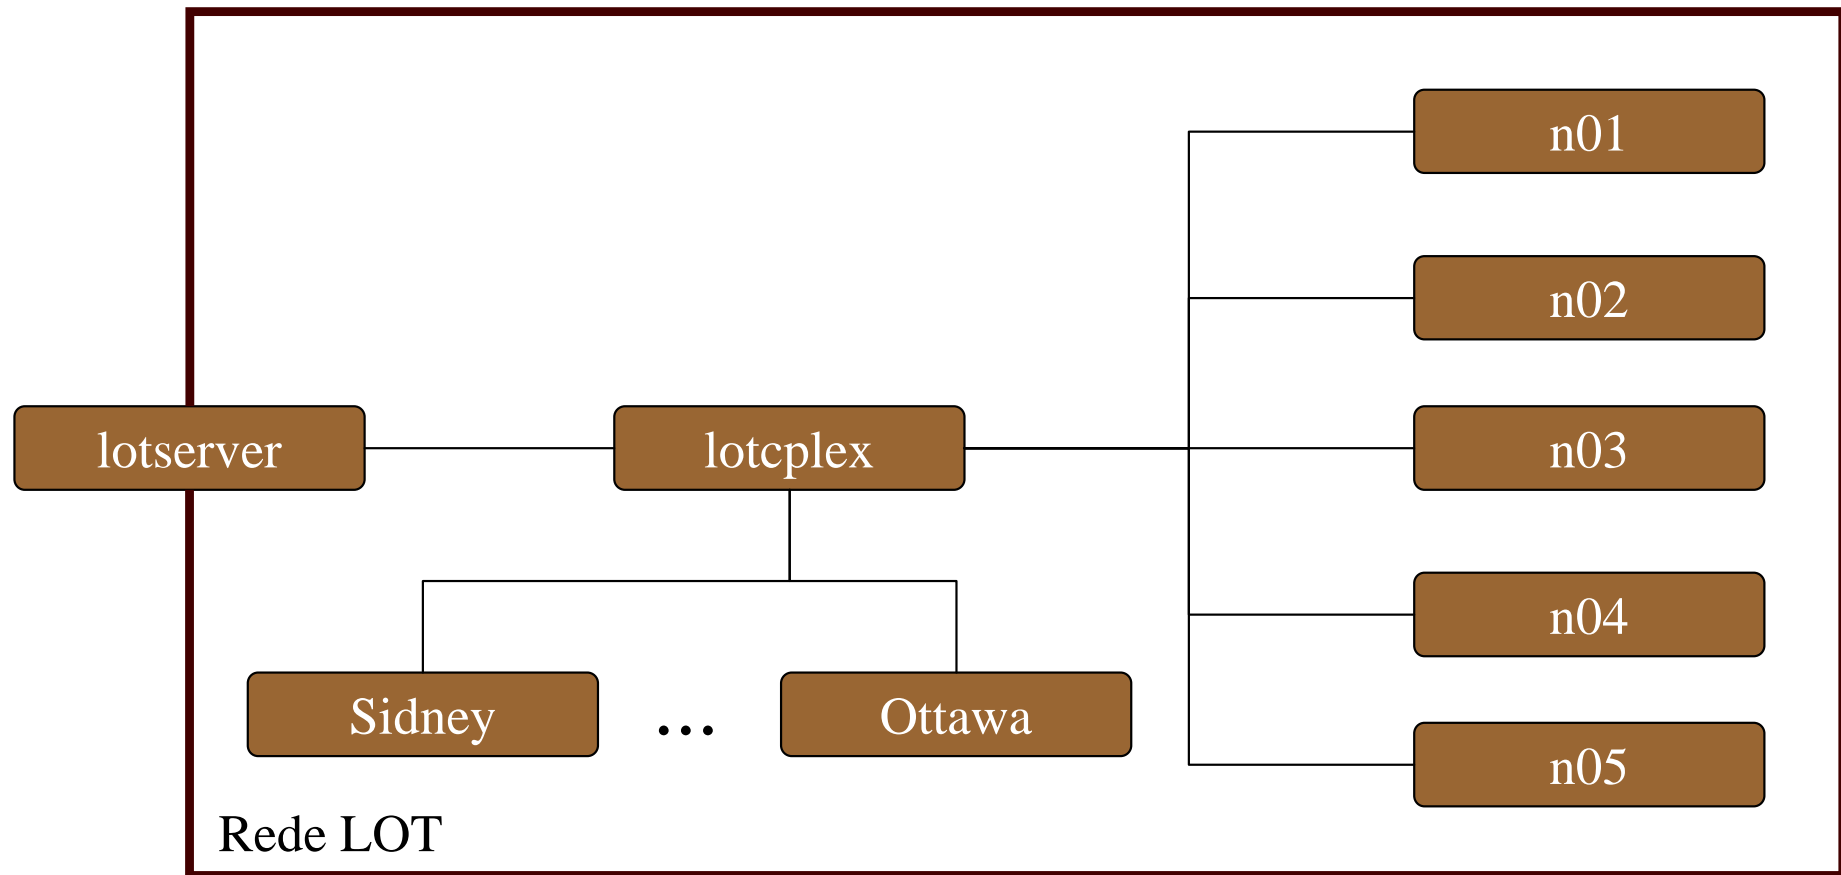 n01
n02
lotserver
lotcplex
n03
n04
Sidney
...
Ottawa
n05
Rede LOT